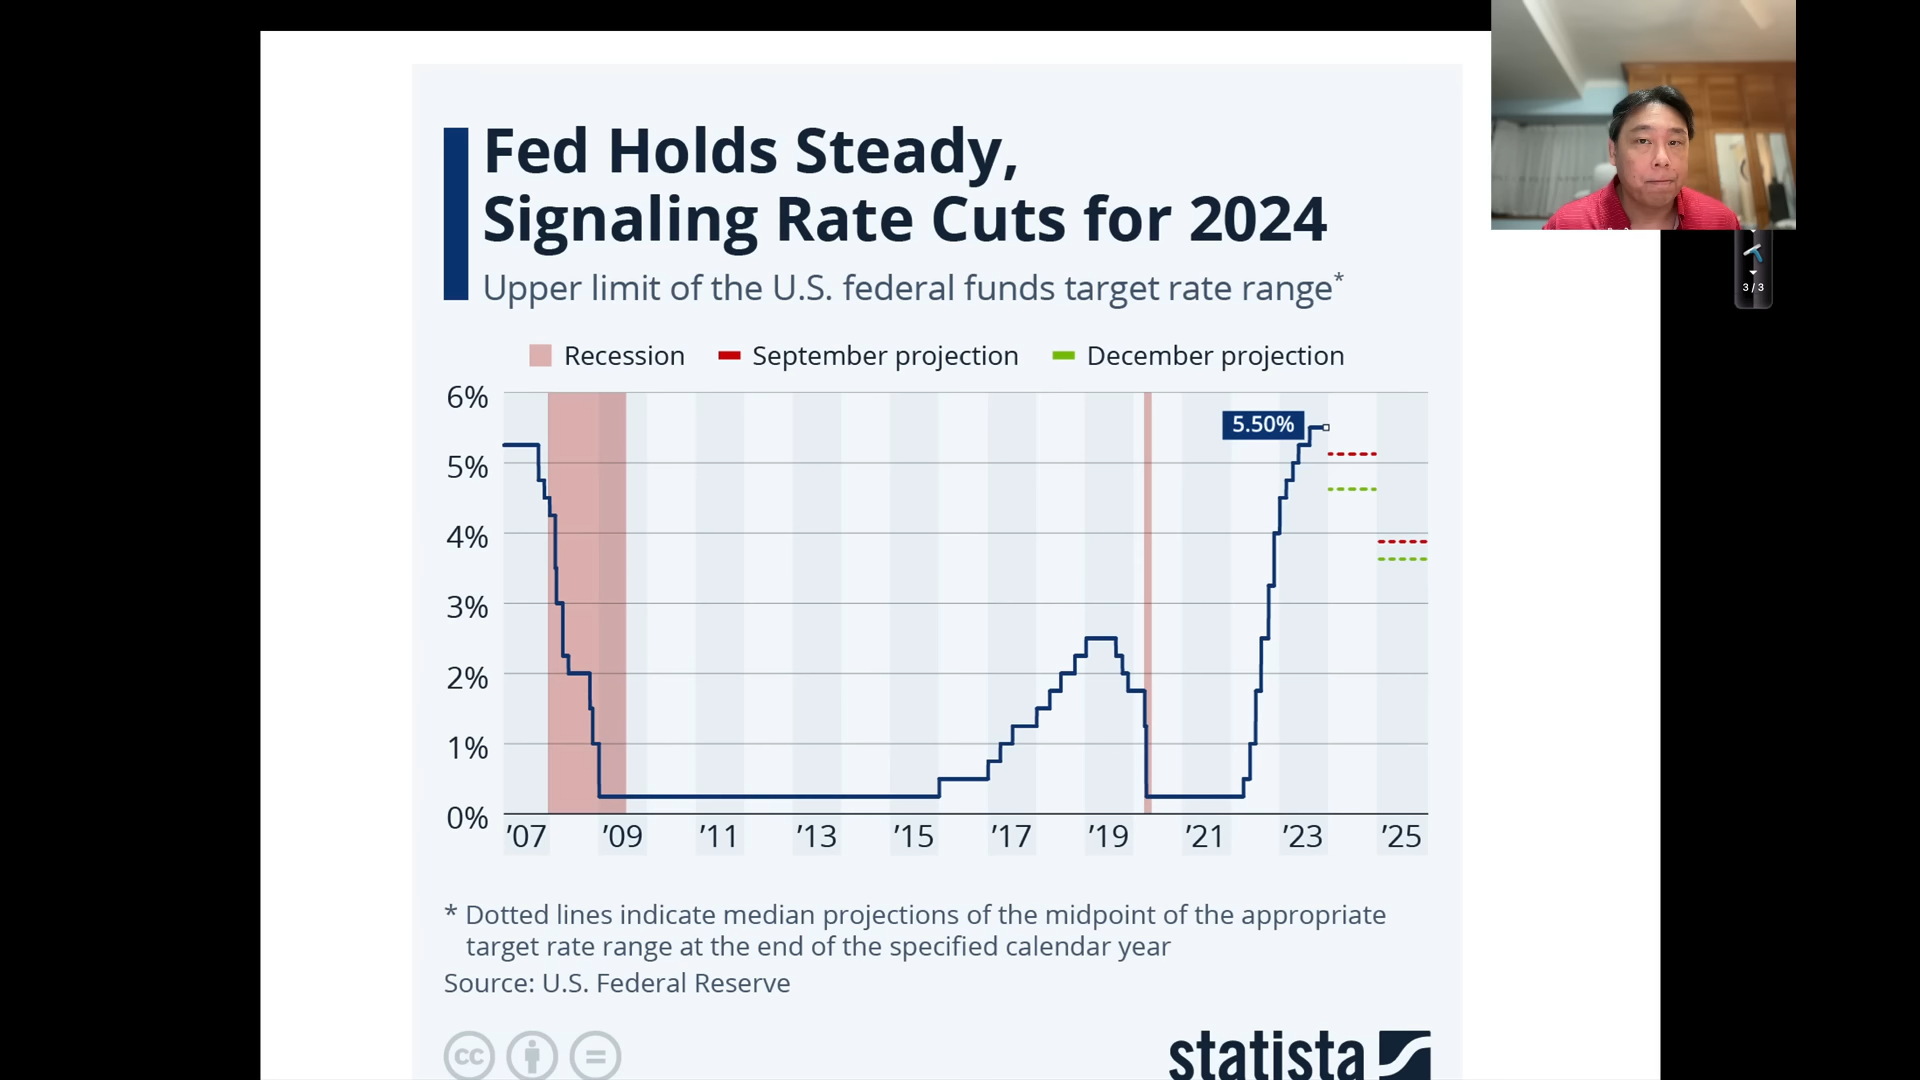 Fed Holds Steady,
Signaling Rate Cuts for 2024
Upper limit of the U.S. federal funds target rate range*
Recession
September projection
December projection
6%
5%
4%
3%
2%
1%
0%
5.50%
’07 ’09 ’11 ’13 ’15 ’17 ’19 ’21 ’23 ’25
* Dotted lines indicate median projections of the midpoint of the appropriate
target rate range at the end of the specified calendar year
Source: U.S. Federal Reserve
cc
statista
3 / 3